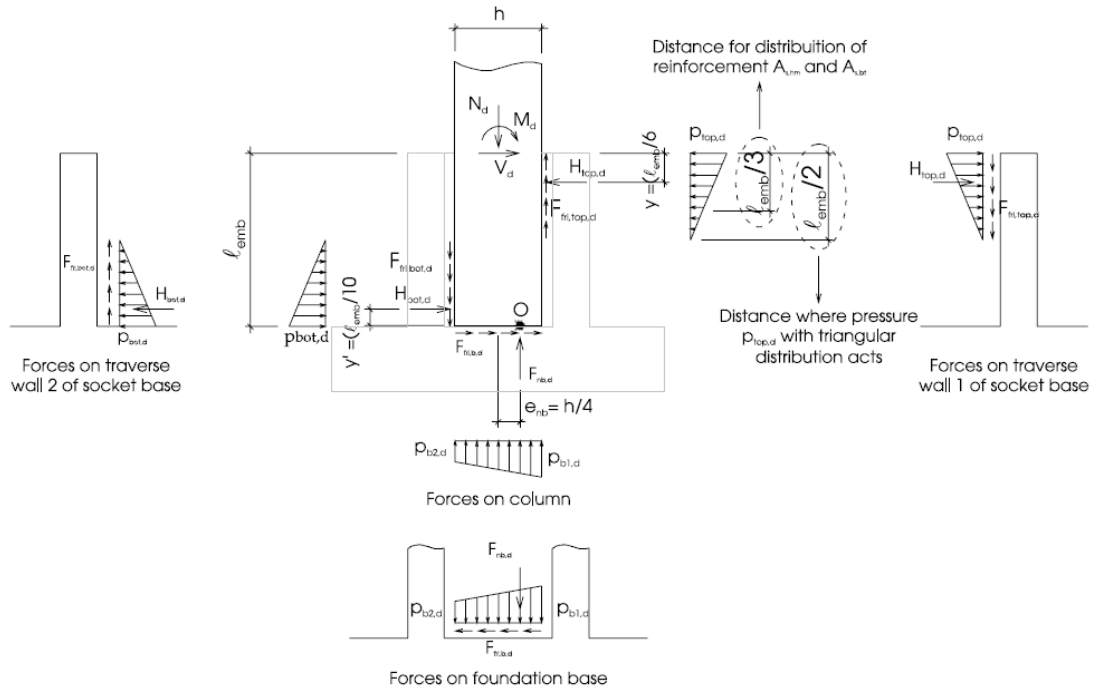 h
Distance for distribuition of
reinforcement A_s,hm and A_s,bt
N_d
M_d
V_d
p_top,d
p_top,d
y =(ℓ_emb/6
H_top,d
F_fri,top,d
ℓ_emb/3
ℓ_emb/2
H_top,d
F_fri,top,d
ℓ_emb
F_fri,bot,d
H_bot,d
p_bot,d
pbot,d
y' =(ℓ_emb/10
F_fri,bot,d
H_bot,d
O
F_fri,b,d
F_nb,d
e_nb= h/4
Forces on traverse
wall 2 of socket base
Distance where pressure
p_top,d with triangular
distribution acts
Forces on traverse
wall 1 of socket base
p_b2,d
p_b1,d
Forces on column
F_nb,d
p_b2,d
p_b1,d
F_fri,b,d
Forces on foundation base